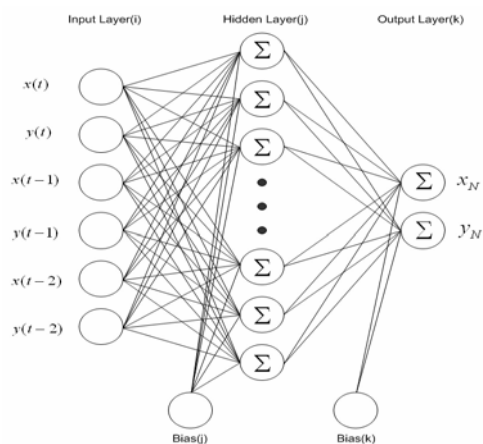 Input Layer(i)
Hidden Layer(j)
Output Layer(k)
x(t)
y(t)
x(t−1)
y(t−1)
x(t−2)
y(t−2)
Σ
Σ
Σ
Σ
Σ
Σ
Σ
Σ
x_N
y_N
Bias(j)
Bias(k)